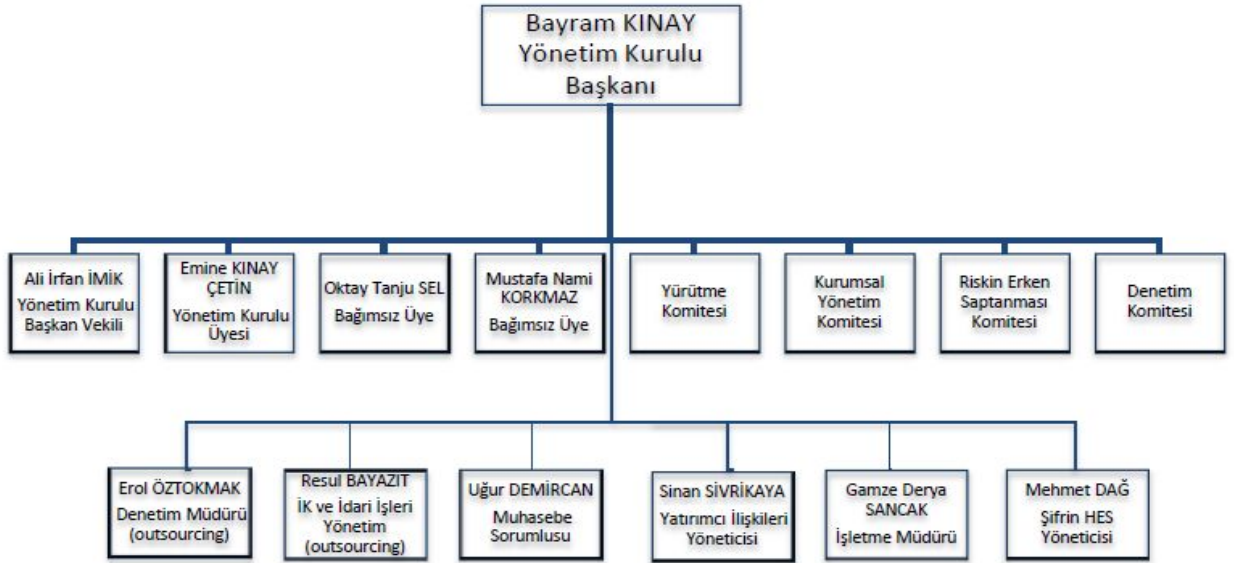 Bayram KINAY
Yönetim Kurulu
Başkanı
Ali İrfan İMİK
Yönetim Kurulu
Başkan Vekili
Emine KINAY
ÇETİN
Yönetim Kurulu
Üyesi
Oktay Tanju SEL
Bağımsız Üye
Mustafa Nami
KORKMAZ
Bağımsız Üye
Yürütme
Komitesi
Kurumsal
Yönetim
Komitesi
Riskin Erken
Saptanması
Komitesi
Denetim
Komitesi
Erol ÖZTOKMAK
Denetim Müdürü
(outsourcing)
Resul BAYAZIT
İK ve İdari İşleri
Yönetim
(outsourcing)
Uğur DEMİRCAN
Muhasebe
Sorumlusu
Sinan SİVRİKAYA
Yatırımcı İlişkileri
Yöneticisi
Gamze Derya
SANCAK
İşletme Müdürü
Mehmet DAĞ
Şifrin HES
Yöneticisi